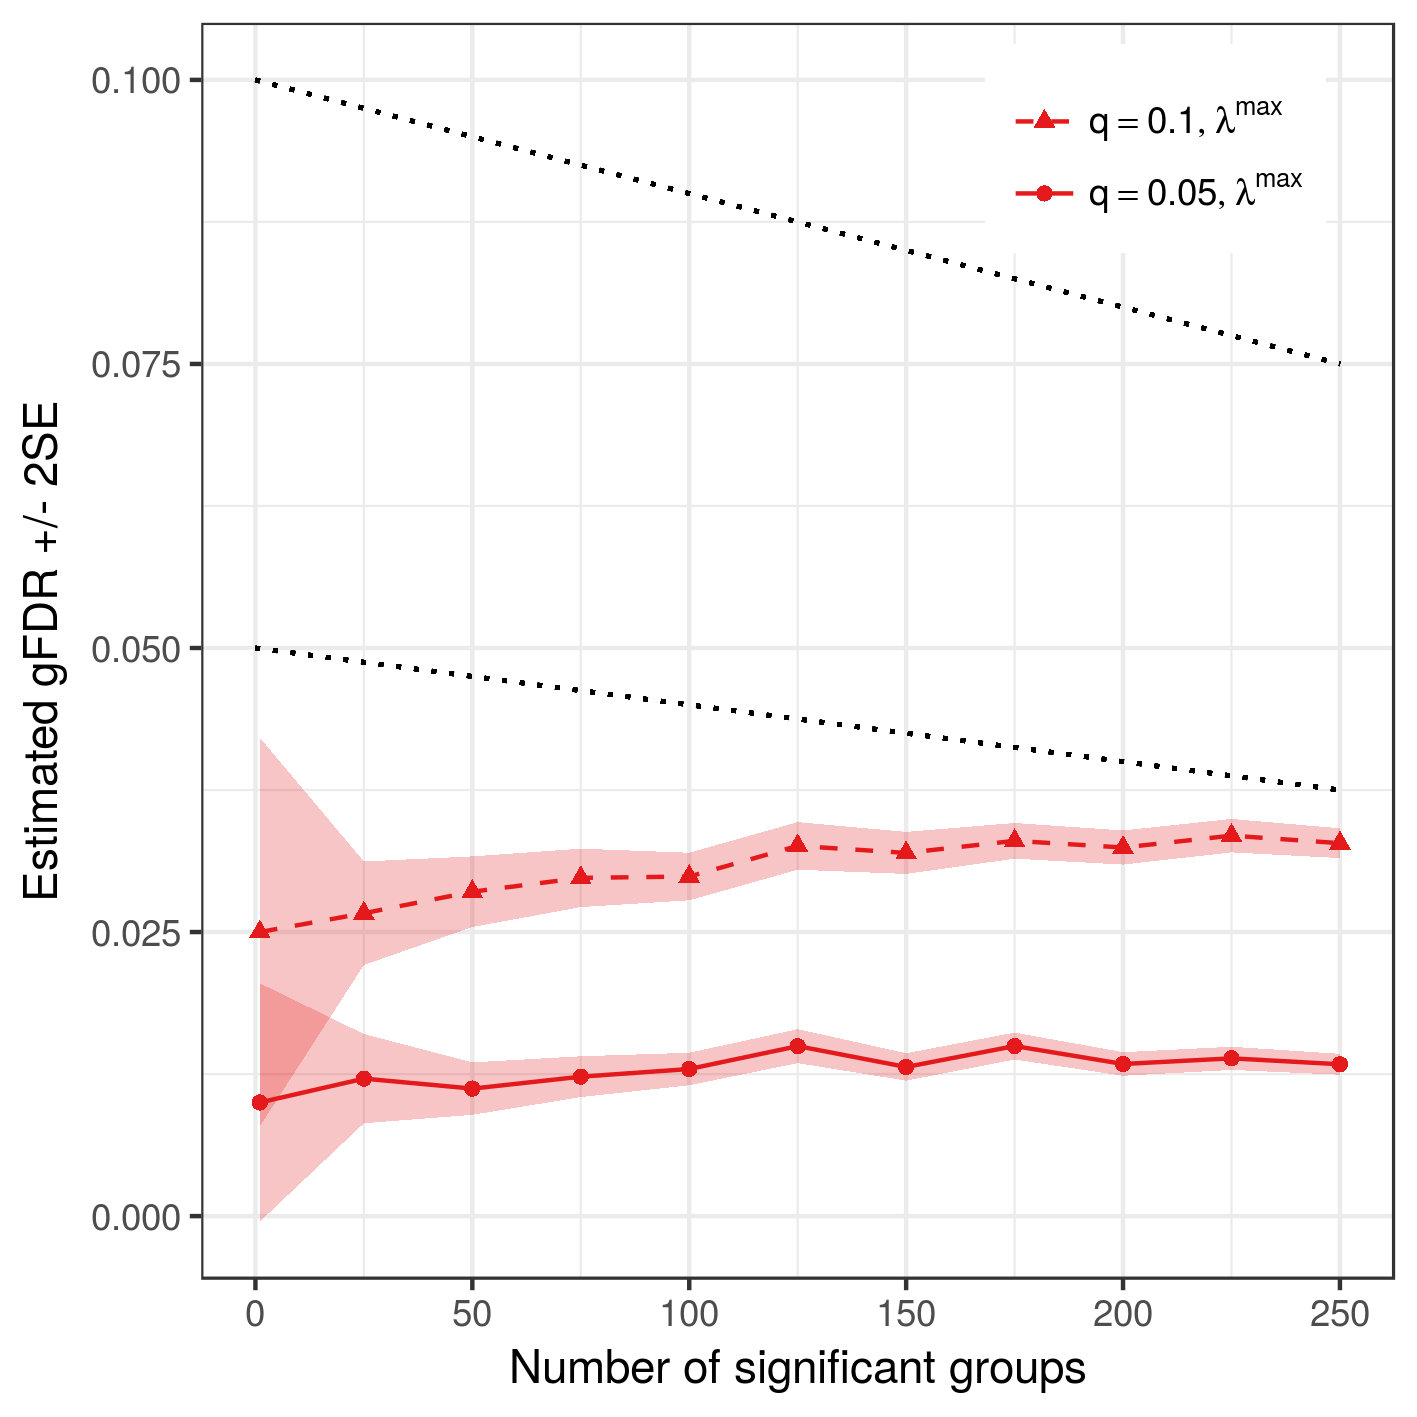 q = 0.1, λ^max
q = 0.05, λ^max
Estimated gFDR +/- 2SE
0.100
0.075
0.050
0.025
0.000
0 50 100 150 200 250
Number of significant groups